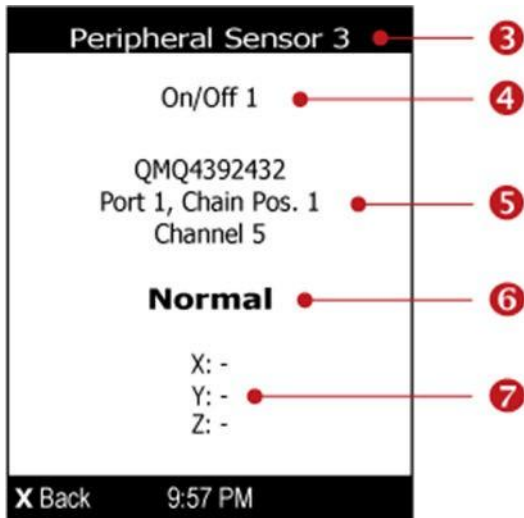 Peripheral Sensor 3
3
On/Off 1
4
QMQ4392432
Port 1, Chain Pos. 1
5
Channel 5
Normal
6
X: -
Y: -
7
Z: -
X Back 9:57 PM